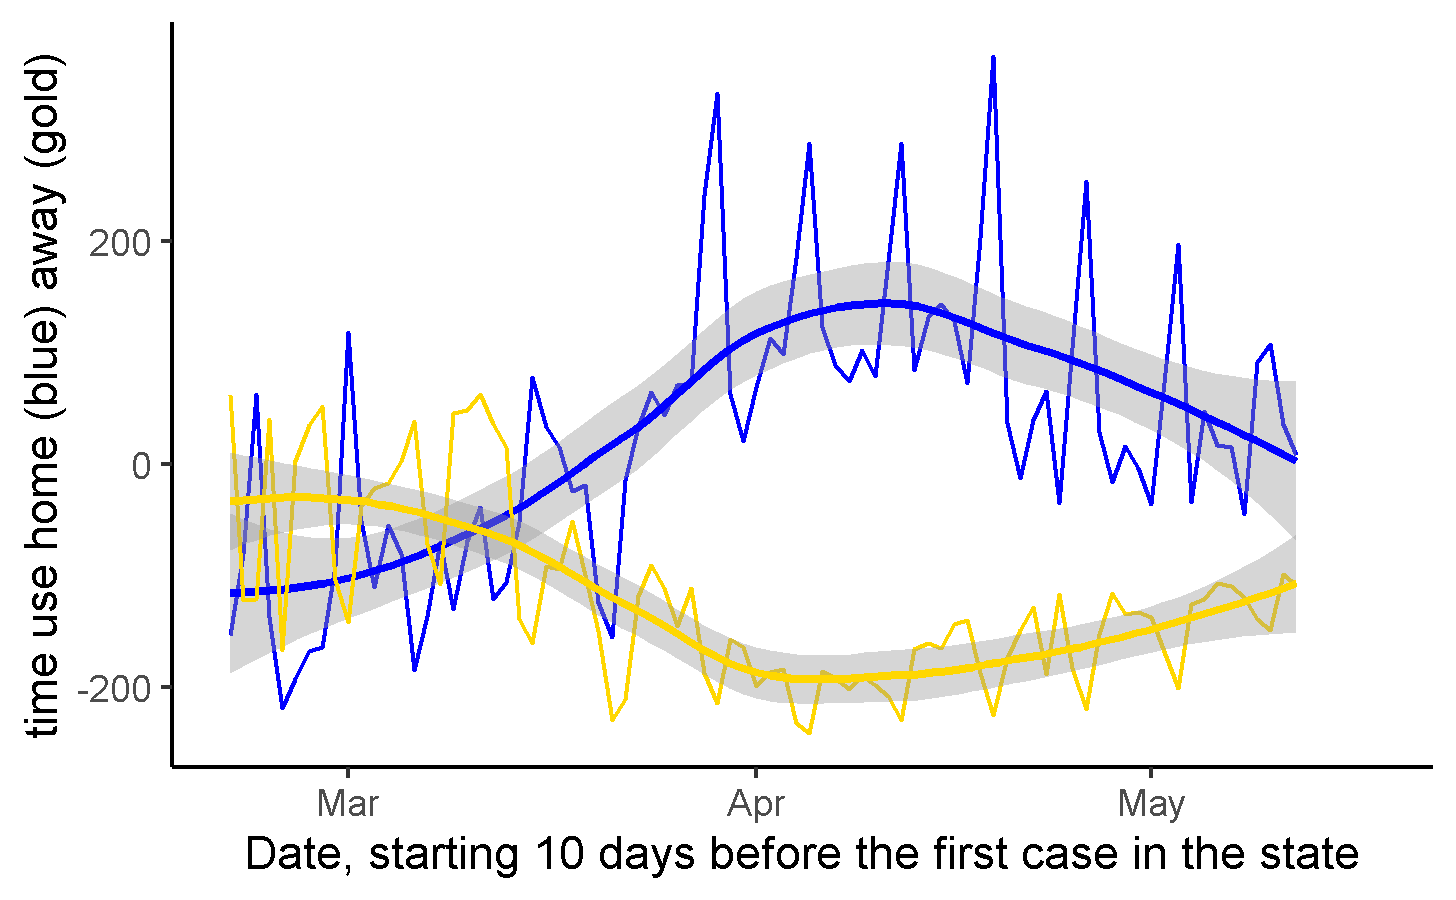 time use home (blue) away (gold)
200
0
-200
Mar
Apr
May
Date, starting 10 days before the first case in the state